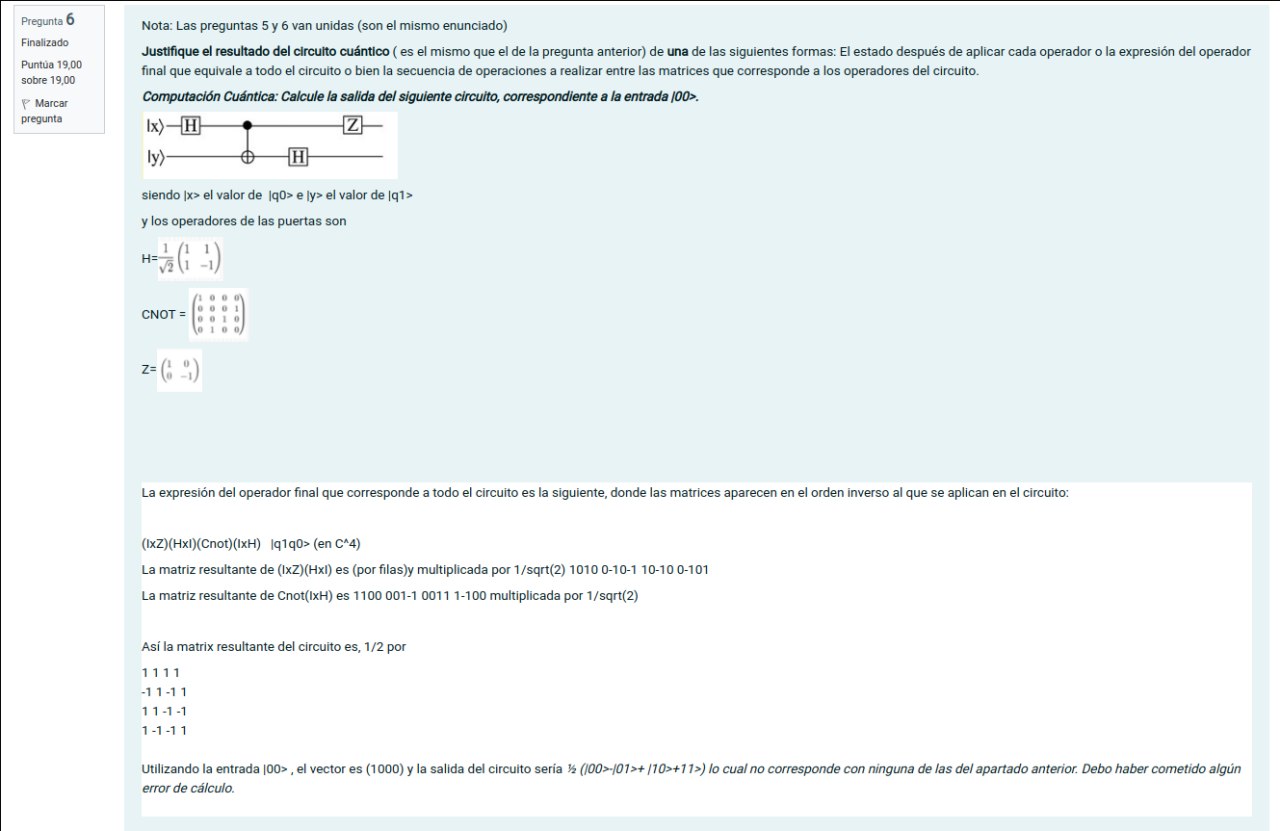 Pregunta 6
Finalizado
Puntúa 19,00
sobre 19,00
Marcar
pregunta
Nota: Las preguntas 5 y 6 van unidas (son el mismo enunciado)
Justifique el resultado del circuito cuántico ( es el mismo que el de la pregunta anterior) de una de las siguientes formas: El estado después de aplicar cada operador o la expresión del operador
final que equivale a todo el circuito o bien la secuencia de operaciones a realizar entre las matrices que corresponde a los operadores del circuito.
Computación Cuántica: Calcule la salida del siguiente circuito, correspondiente a la entrada |00>.
|x⟩ H Z
|y⟩ H
siendo |x> el valor de |q0> e |y> el valor de |q1>
y los operadores de las puertas son
H= 1/√2 (1 1
1 -1)
CNOT = (1 0 0 0
0 0 0 1
0 0 1 0
0 1 0 0)
Z= (1 0
0 -1)
La expresión del operador final que corresponde a todo el circuito es la siguiente, donde las matrices aparecen en el orden inverso al que se aplican en el circuito:
(IxZ)(HxI)(Cnot)(IxH) |q1q0> (en C^4)
La matriz resultante de (IxZ)(HxI) es (por filas)y multiplicada por 1/sqrt(2) 1010 0-10-1 10-10 0-101
La matriz resultante de Cnot(IxH) es 1100 001-1 0011 1-100 multiplicada por 1/sqrt(2)
Así la matrix resultante del circuito es, 1/2 por
1 1 1 1
-1 1 -1 1
1 1 -1 -1
1 -1 -1 1
Utilizando la entrada |00> , el vector es (1000) y la salida del circuito sería ½ (|00>-|01>+ |10>+11>) lo cual no corresponde con ninguna de las del apartado anterior. Debo haber cometido algún
error de cálculo.